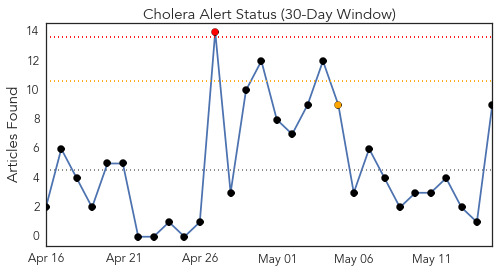 Cholera Alert Status (30-Day Window)
Articles Found
14
12
10
8
6
4
2
0
Apr 16
Apr 21
Apr 26
May 01
May 06
May 11